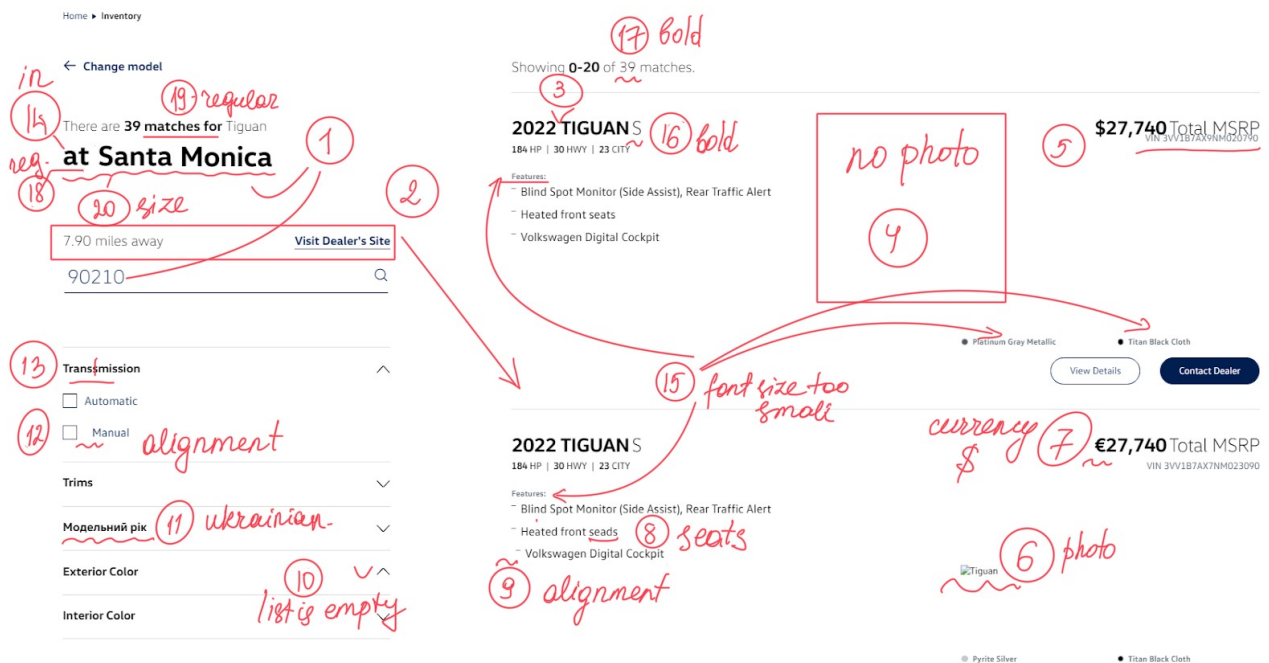 Home ▸ Inventory
← Change model
in
14
19 regular
There are 39 matches for Tiguan
1
at Santa Monica
reg.
18
20 size
2
7.90 miles away Visit Dealer's Site
90210
13
Transsmission
Automatic
12
Manual
alignment
Trims
Модельний рік
11 ukrainian.
Exterior Color
10
list is empty
Interior Color
17 bold
Showing 0-20 of 39 matches.
3
2022 TIGUAN S
16 bold
184 HP | 30 HWY | 23 CITY
Features:
Blind Spot Monitor (Side Assist), Rear Traffic Alert
Heated front seats
Volkswagen Digital Cockpit
no photo
4
5
$27,740 Total MSRP
VIN 3VV1B7AX9NM020790
Platinum Gray Metallic
Titan Black Cloth
View Details
Contact Dealer
15 font size too
small
2022 TIGUAN S
184 HP | 30 HWY | 23 CITY
currency
$
7
€27,740 Total MSRP
VIN 3VV1B7AX7NM023090
Features:
Blind Spot Monitor (Side Assist), Rear Traffic Alert
Heated front seads
8 seats
Volkswagen Digital Cockpit
9 alignment
Tiguan
6 photo
Pyrite Silver
Titan Black Cloth